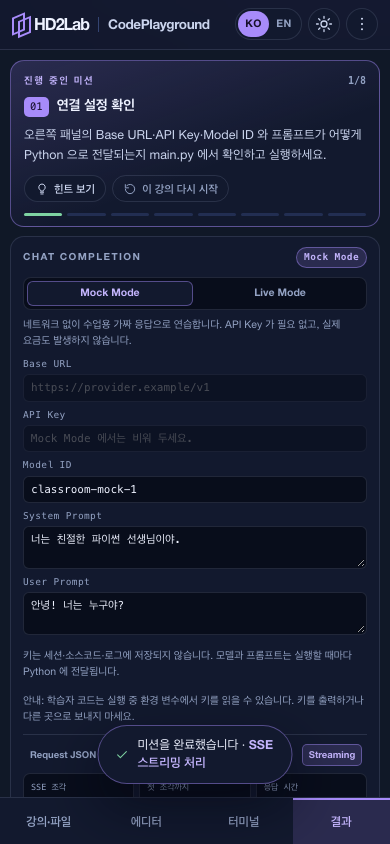 HD2Lab | CodePlayground KO EN
진행 중인 미션 1/8
01 연결 설정 확인
오른쪽 패널의 Base URL·API Key·Model ID 와 프롬프트가 어떻게
Python 으로 전달되는지 main.py 에서 확인하고 실행하세요.
힌트 보기 이 강의 다시 시작
CHAT COMPLETION Mock Mode
Mock Mode Live Mode
네트워크 없이 수업용 가짜 응답으로 연습합니다. API Key 가 필요 없고, 실제
요금도 발생하지 않습니다.
Base URL
https://provider.example/v1
API Key
Mock Mode 에서는 비워 두세요.
Model ID
classroom-mock-1
System Prompt
너는 친절한 파이썬 선생님이야.
User Prompt
안녕! 너는 누구야?
키는 세션·소스코드·로그에 저장되지 않습니다. 모델과 프롬프트는 실행할 때마다
Python 에 전달됩니다.
안내: 학습자 코드는 실행 중 환경 변수에서 키를 읽을 수 있습니다. 키를 출력하거나
다른 곳으로 보내지 마세요.
미션을 완료했습니다 · SSE
스트리밍 처리
Request JSON Streaming
SSE 조각 첫 조각까지 응답 시간
강의·파일 에디터 터미널 결과